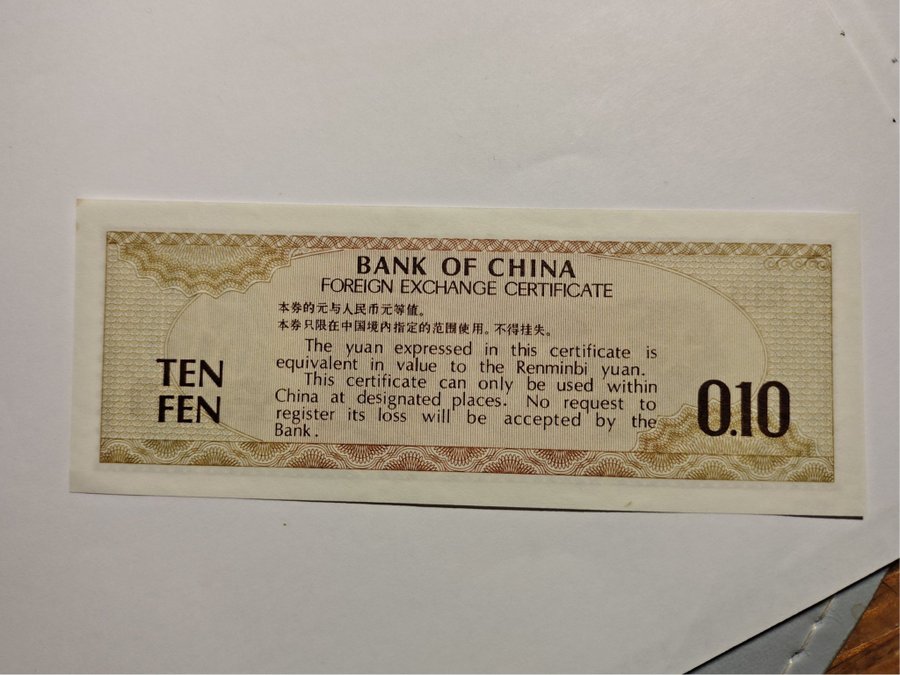 BANK OF CHINA
FOREIGN EXCHANGE CERTIFICATE
本券的元与人民币元等值。
本券只限在中国境内指定的范围使用。不得挂失。
The yuan expressed in this certificate is
equivalent in value to the Renminbi yuan.
This certificate can only be used within
China at designated places. No request to
register its loss will be accepted by the
Bank.
TEN
FEN
0.10